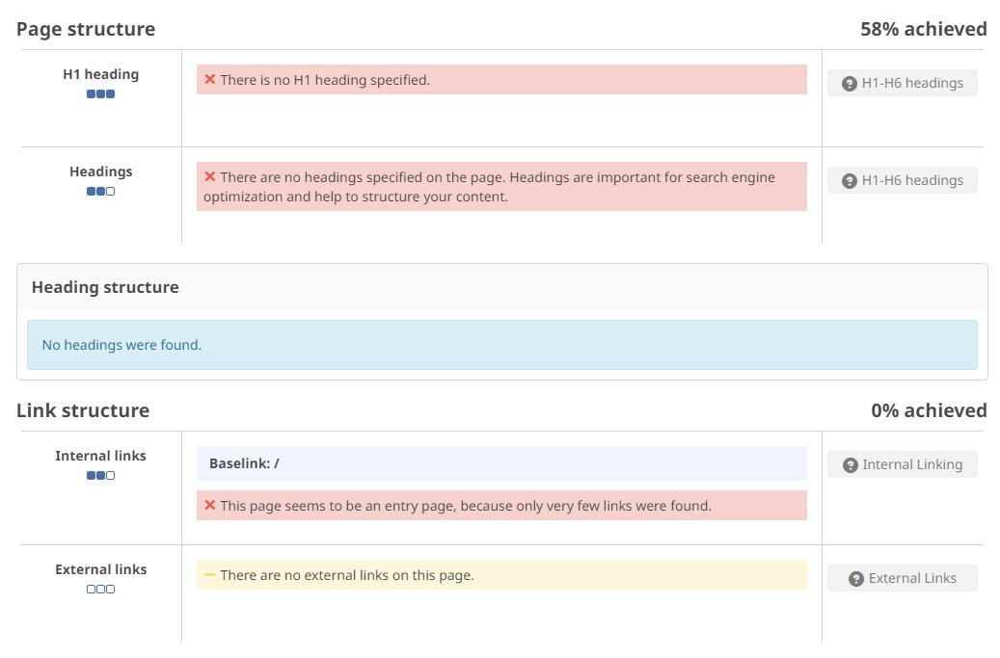 Page structure 58% achieved
H1 heading
There is no H1 heading specified.
H1-H6 headings
Headings
There are no headings specified on the page. Headings are important for search engine
optimization and help to structure your content.
H1-H6 headings
Heading structure
No headings were found.
Link structure 0% achieved
Internal links
Baselink: /
This page seems to be an entry page, because only very few links were found.
Internal Linking
External links
There are no external links on this page.
External Links